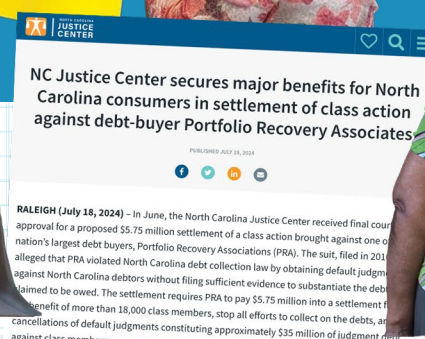 NORTH CAROLINA
JUSTICE
CENTER
NC Justice Center secures major benefits for North
Carolina consumers in settlement of class action
against debt-buyer Portfolio Recovery Associates
PUBLISHED JULY 18, 2024
RALEIGH (July 18, 2024) – In June, the North Carolina Justice Center received final cour
approval for a proposed $5.75 million settlement of a class action brought against one o
nation's largest debt buyers, Portfolio Recovery Associations (PRA). The suit, filed in 201
alleged that PRA violated North Carolina debt collection law by obtaining default judgm
against North Carolina debtors without filing sufficient evidence to substantiate the deb
laimed to be owed. The settlement requires PRA to pay $5.75 million into a settlement f
benefit of more than 18,000 class members, stop all efforts to collect on the debts, an
cancellations of default judgments constituting approximately $35 million of judgment
against class